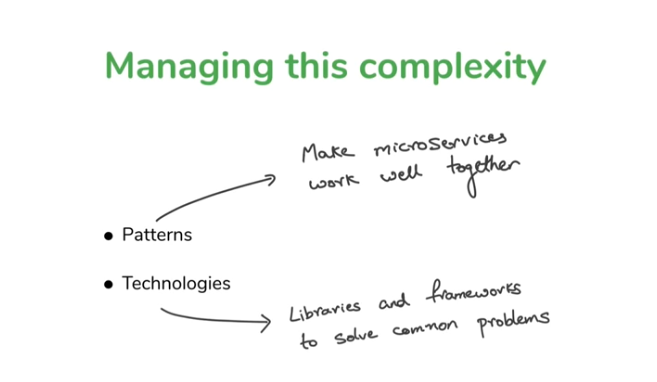 Managing this complexity
Make microservices
work well together
• Patterns
• Technologies
Libraries and frameworks
to solve common problems